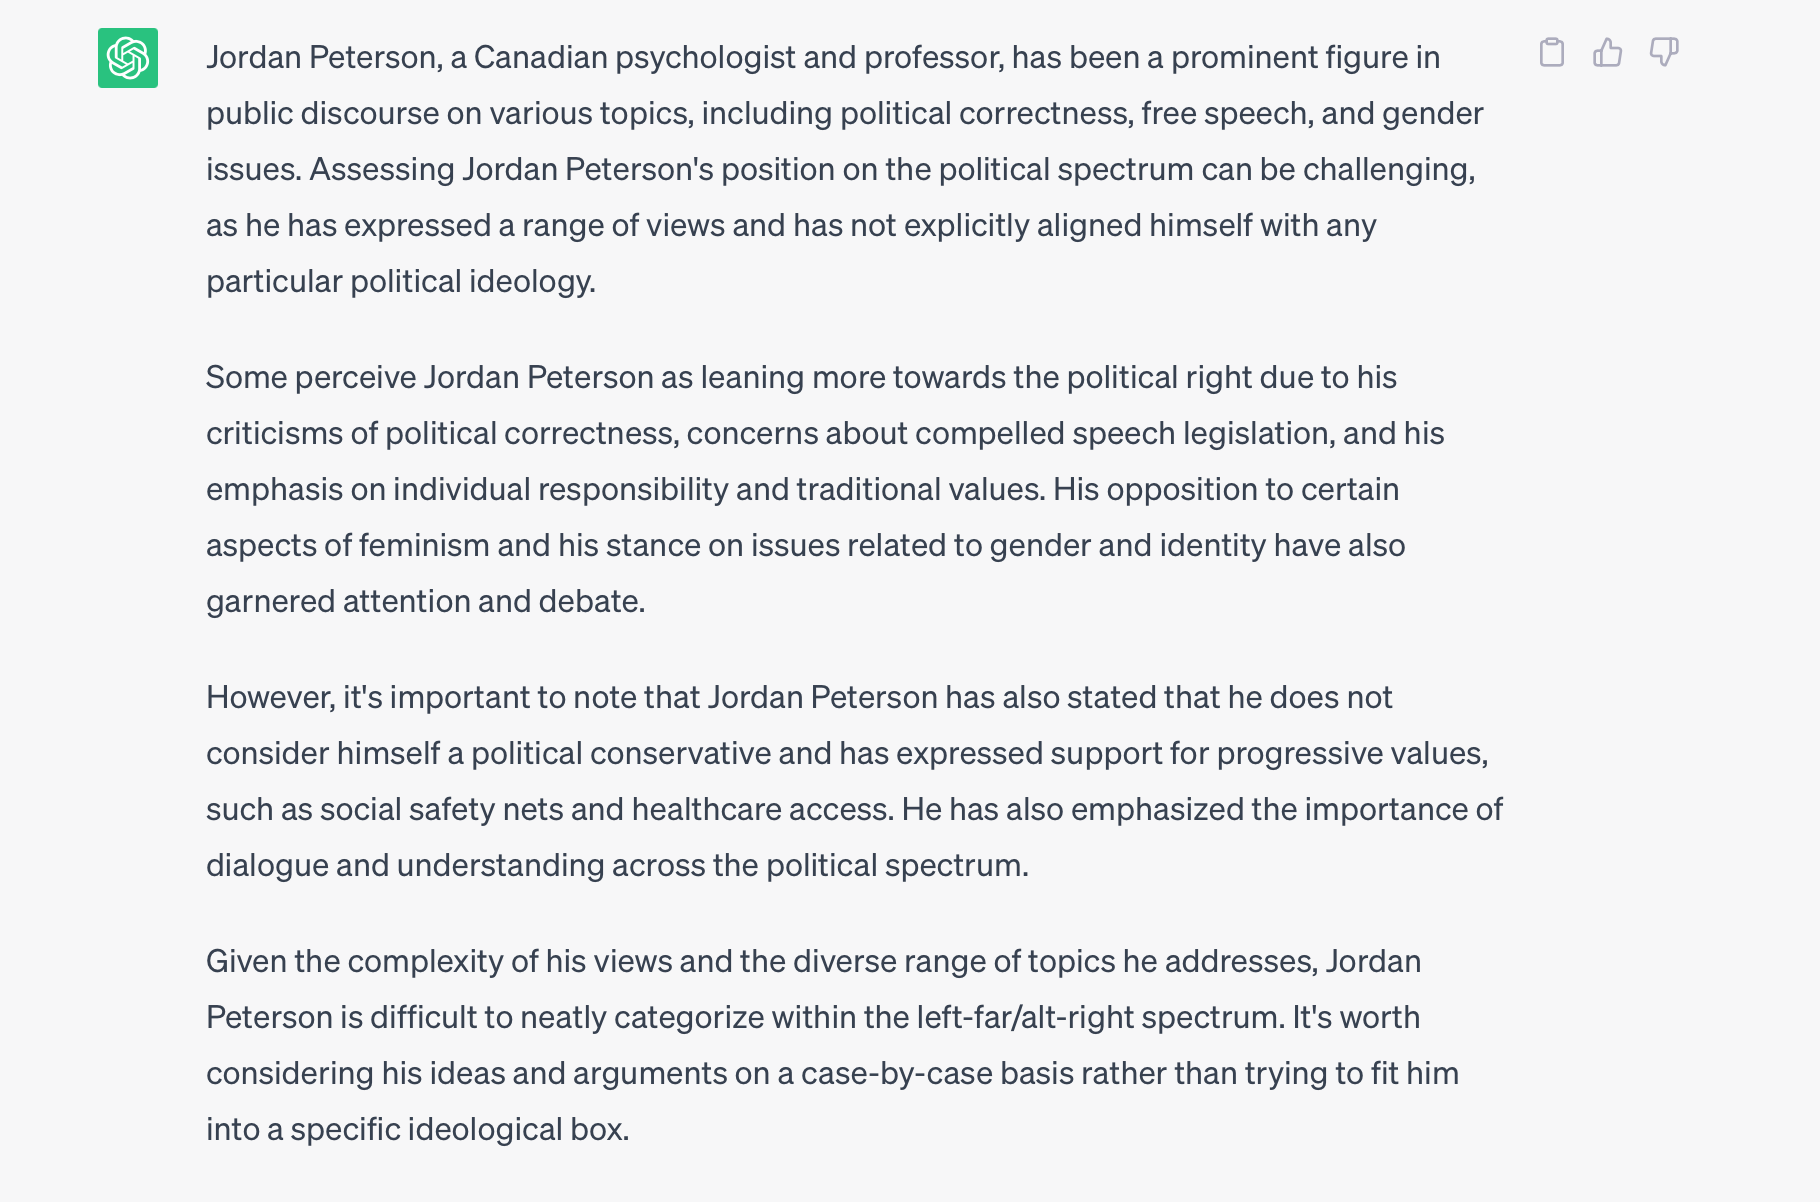 Jordan Peterson, a Canadian psychologist and professor, has been a prominent figure in
public discourse on various topics, including political correctness, free speech, and gender
issues. Assessing Jordan Peterson's position on the political spectrum can be challenging,
as he has expressed a range of views and has not explicitly aligned himself with any
particular political ideology.
Some perceive Jordan Peterson as leaning more towards the political right due to his
criticisms of political correctness, concerns about compelled speech legislation, and his
emphasis on individual responsibility and traditional values. His opposition to certain
aspects of feminism and his stance on issues related to gender and identity have also
garnered attention and debate.
However, it's important to note that Jordan Peterson has also stated that he does not
consider himself a political conservative and has expressed support for progressive values,
such as social safety nets and healthcare access. He has also emphasized the importance of
dialogue and understanding across the political spectrum.
Given the complexity of his views and the diverse range of topics he addresses, Jordan
Peterson is difficult to neatly categorize within the left-far/alt-right spectrum. It's worth
considering his ideas and arguments on a case-by-case basis rather than trying to fit him
into a specific ideological box.